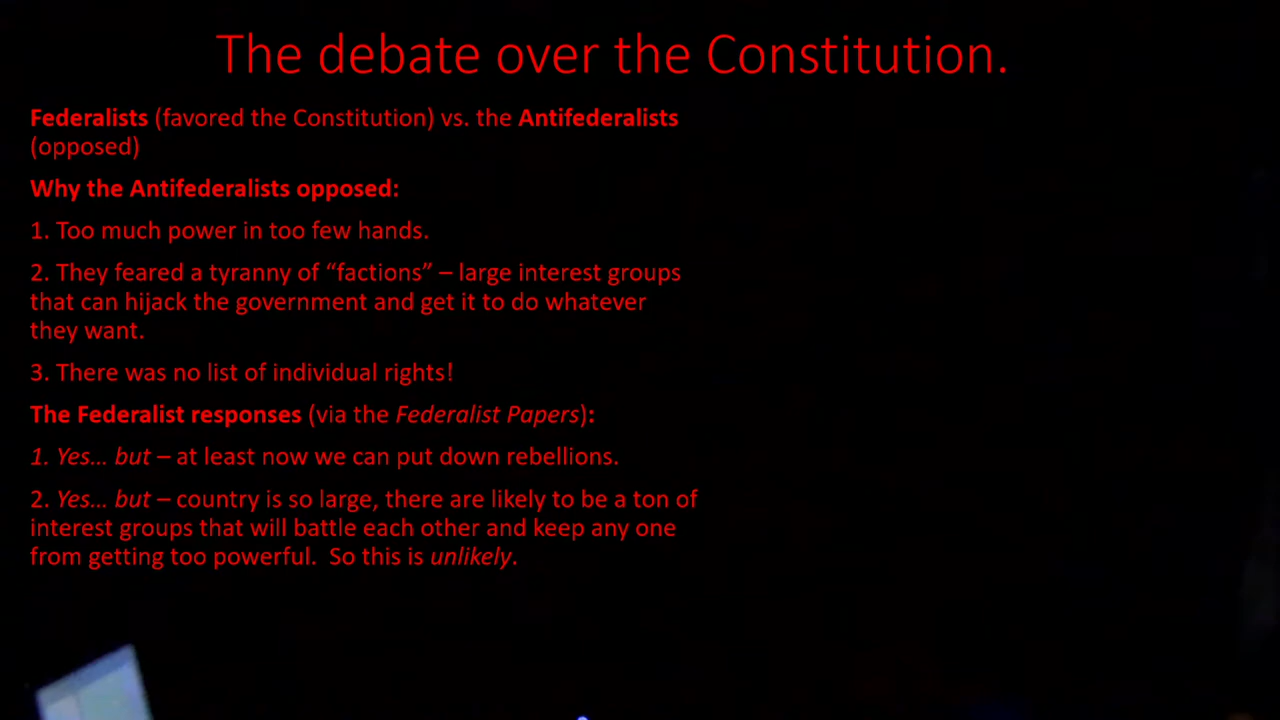 The debate over the Constitution.
Federalists (favored the Constitution) vs. the Antifederalists
(opposed)
Why the Antifederalists opposed:
1. Too much power in too few hands.
2. They feared a tyranny of “factions” – large interest groups
that can hijack the government and get it to do whatever
they want.
3. There was no list of individual rights!
The Federalist responses (via the Federalist Papers):
1. Yes... but – at least now we can put down rebellions.
2. Yes... but – country is so large, there are likely to be a ton of
interest groups that will battle each other and keep any one
from getting too powerful.  So this is unlikely.